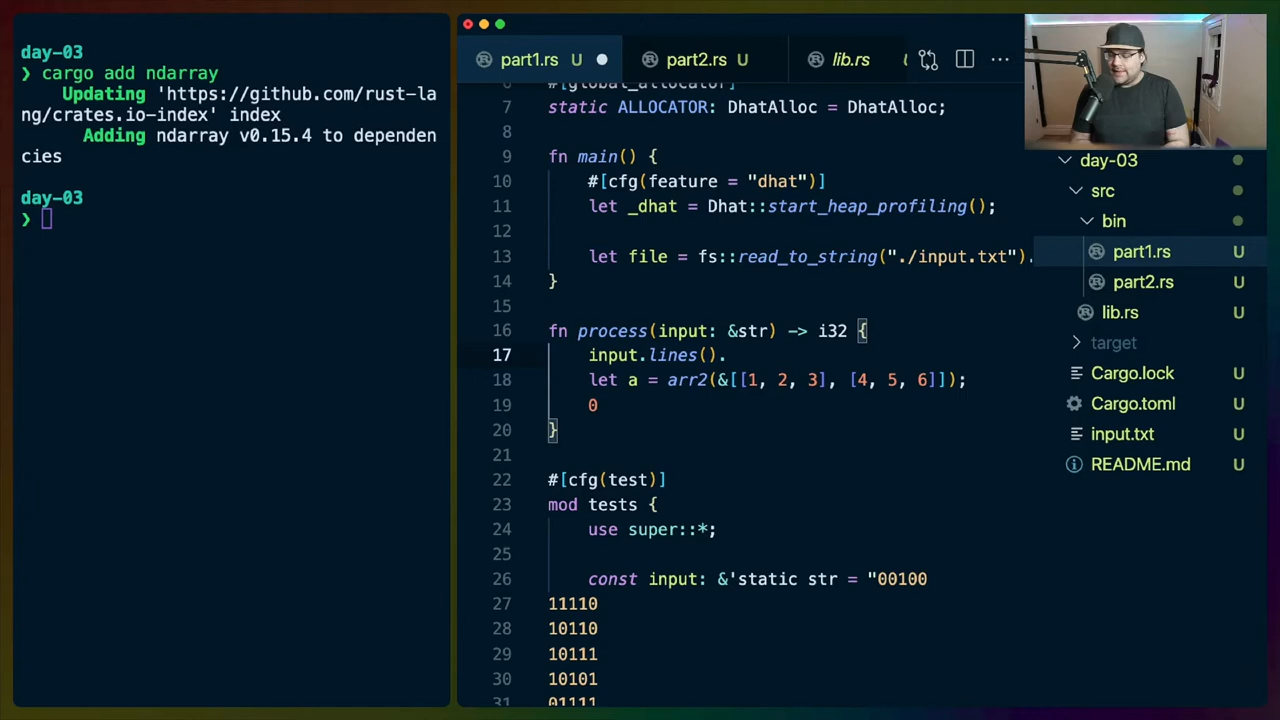 day-03
❯ cargo add ndarray
Updating 'https://github.com/rust-la
ng/crates.io-index' index
Adding ndarray v0.15.4 to dependen
cies
day-03
❯
part1.rs U
part2.rs U
lib.rs
6 #[global_allocator]
7 static ALLOCATOR: DhatAlloc = DhatAlloc;
8
9 fn main() {
10 #[cfg(feature = "dhat")]
11 let _dhat = Dhat::start_heap_profiling();
12
13 let file = fs::read_to_string("./input.txt").
14 }
15
16 fn process(input: &str) -> i32 {
17 input.lines().
18 let a = arr2(&[[1, 2, 3], [4, 5, 6]]);
19 0
20 }
21
22 #[cfg(test)]
23 mod tests {
24 use super::*;
25
26 const input: &'static str = "00100
27 11110
28 10110
29 10111
30 10101
31 01111
day-03
src
bin
part1.rs U
part2.rs U
lib.rs U
target
Cargo.lock U
Cargo.toml U
input.txt U
README.md U